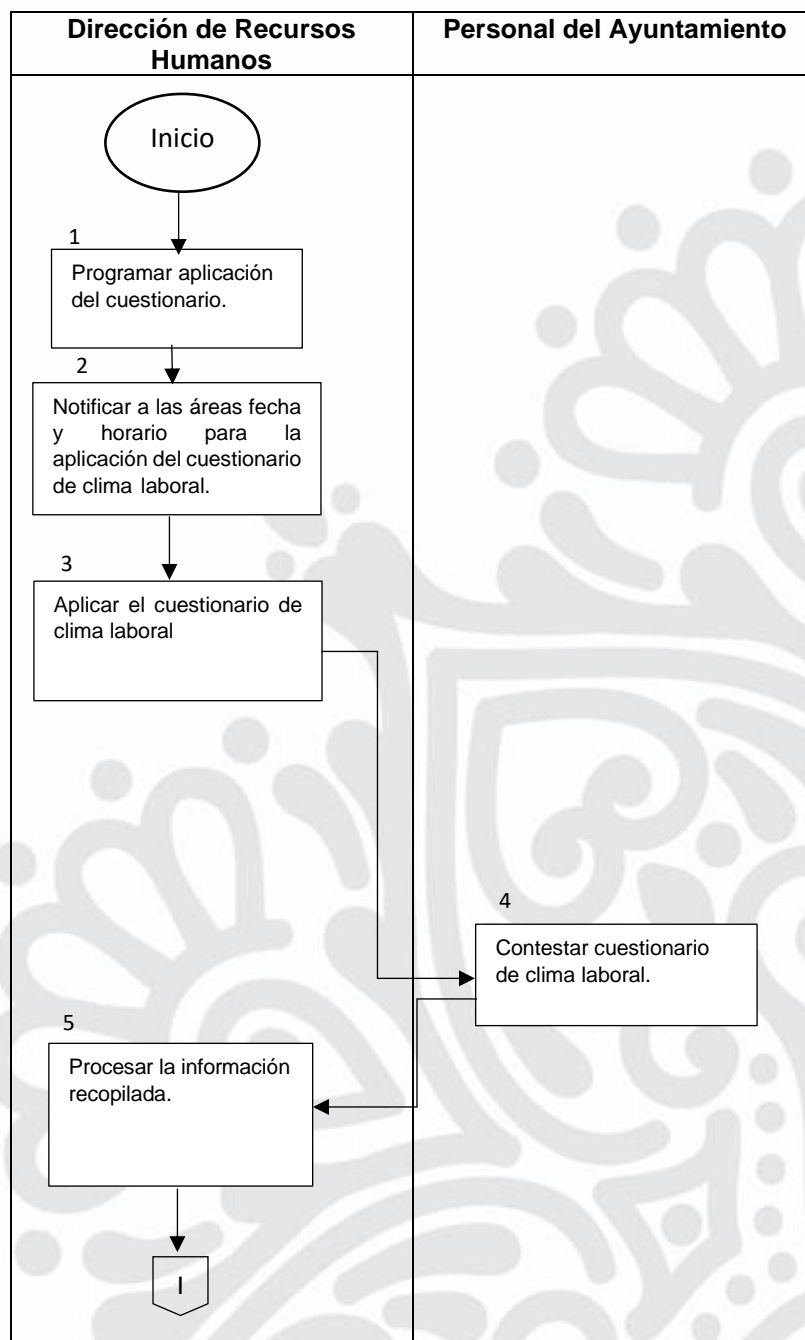 Dirección de Recursos
Humanos
Personal del Ayuntamiento
Inicio
1
Programar aplicación
del cuestionario.
2
Notificar a las áreas fecha
y horario para la
aplicación del cuestionario
de clima laboral.
3
Aplicar el cuestionario de
clima laboral
4
Contestar cuestionario
de clima laboral.
5
Procesar la información
recopilada.
I